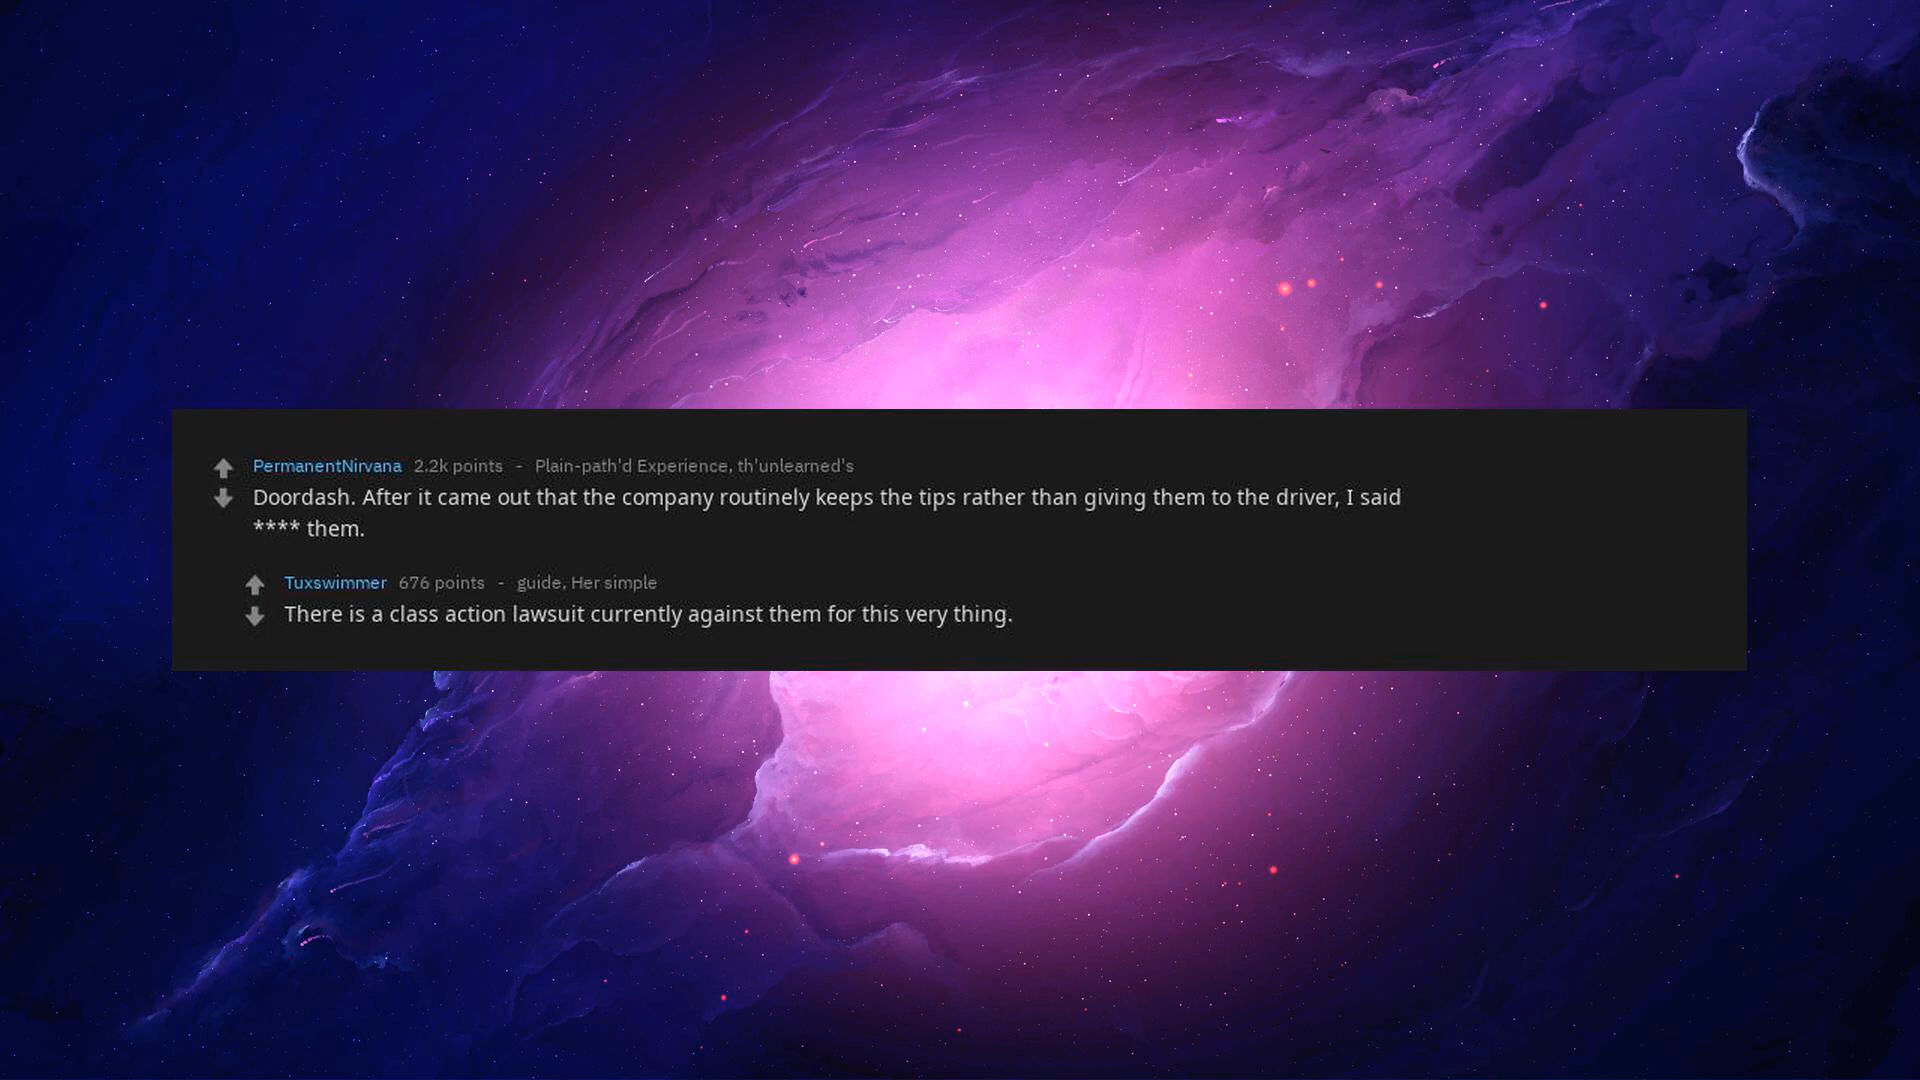 PermanentNirvana 2.2k points - Plain-path'd Experience, th'unlearned's
Doordash. After it came out that the company routinely keeps the tips rather than giving them to the driver, I said
**** them.
Tuxswimmer 676 points - guide, Her simple
There is a class action lawsuit currently against them for this very thing.